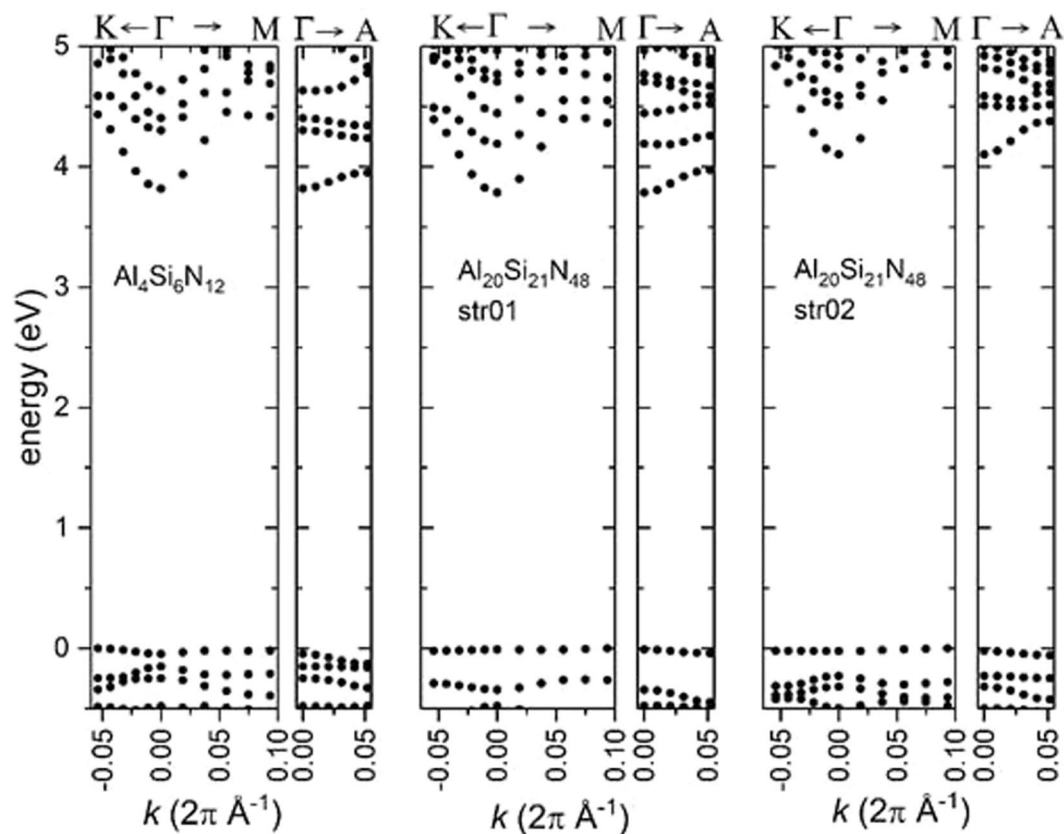 K ← Γ → M Γ → A K ← Γ → M Γ → A K ← Γ → M Γ → A
5
4
3
2
1
0
energy (eV)
Al₄Si₆N₁₂
Al₂₀Si₂₁N₄₈
str01
Al₂₀Si₂₁N₄₈
str02
-0.05 0.00 0.05 0.10 0.00 0.05 -0.05 0.00 0.05 0.10 0.00 0.05 -0.05 0.00 0.05 0.10 0.00 0.05
k (2π Å⁻¹) k (2π Å⁻¹) k (2π Å⁻¹)